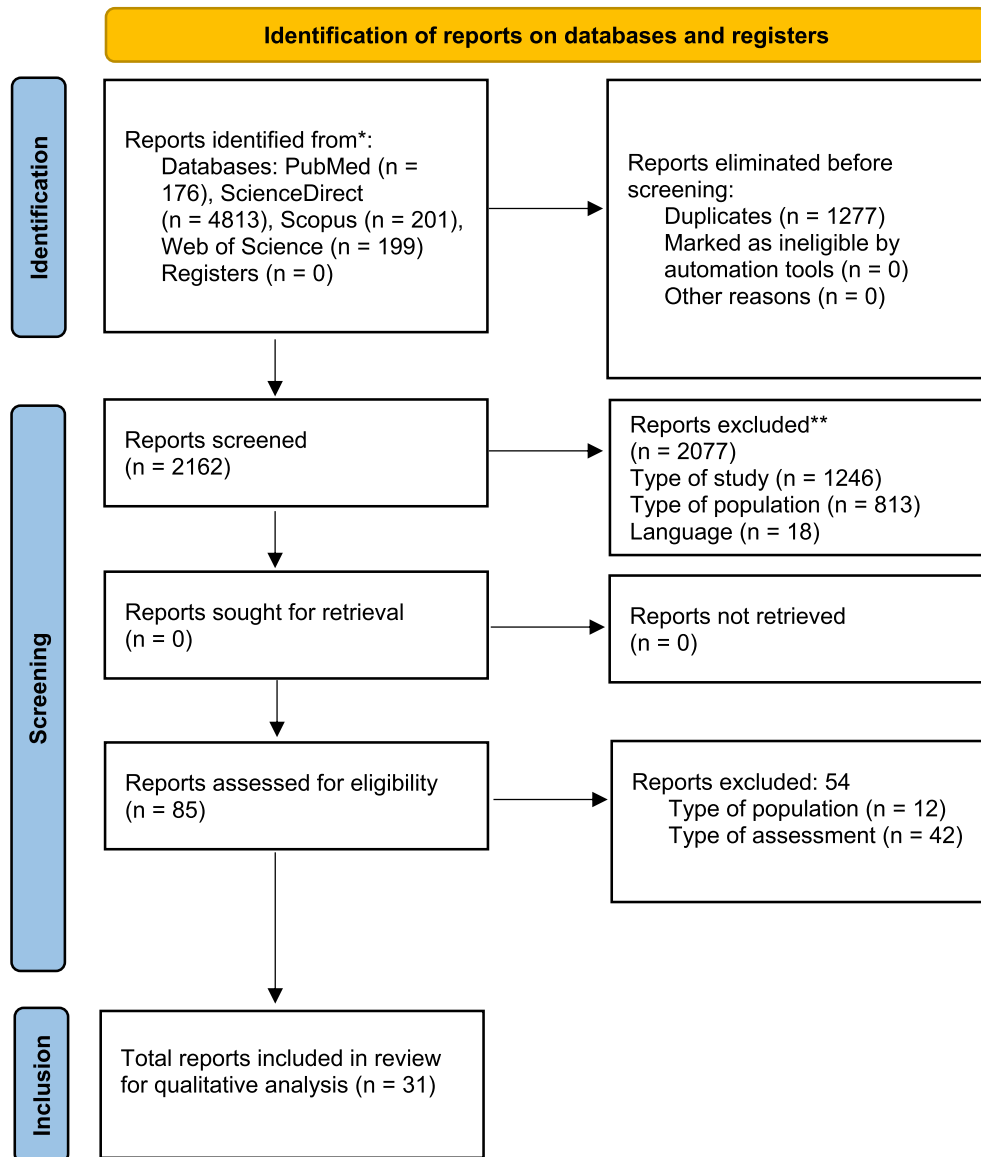 Identification of reports on databases and registers
Identification
Reports identified from*:
Databases: PubMed (n =
176), ScienceDirect
(n = 4813), Scopus (n = 201),
Web of Science (n = 199)
Registers (n = 0)
Reports eliminated before
screening:
Duplicates (n = 1277)
Marked as ineligible by
automation tools (n = 0)
Other reasons (n = 0)
Screening
Reports screened
(n = 2162)
Reports excluded**
(n = 2077)
Type of study (n = 1246)
Type of population (n = 813)
Language (n = 18)
Reports sought for retrieval
(n = 0)
Reports not retrieved
(n = 0)
Reports assessed for eligibility
(n = 85)
Reports excluded: 54
Type of population (n = 12)
Type of assessment (n = 42)
Inclusion
Total reports included in review
for qualitative analysis (n = 31)